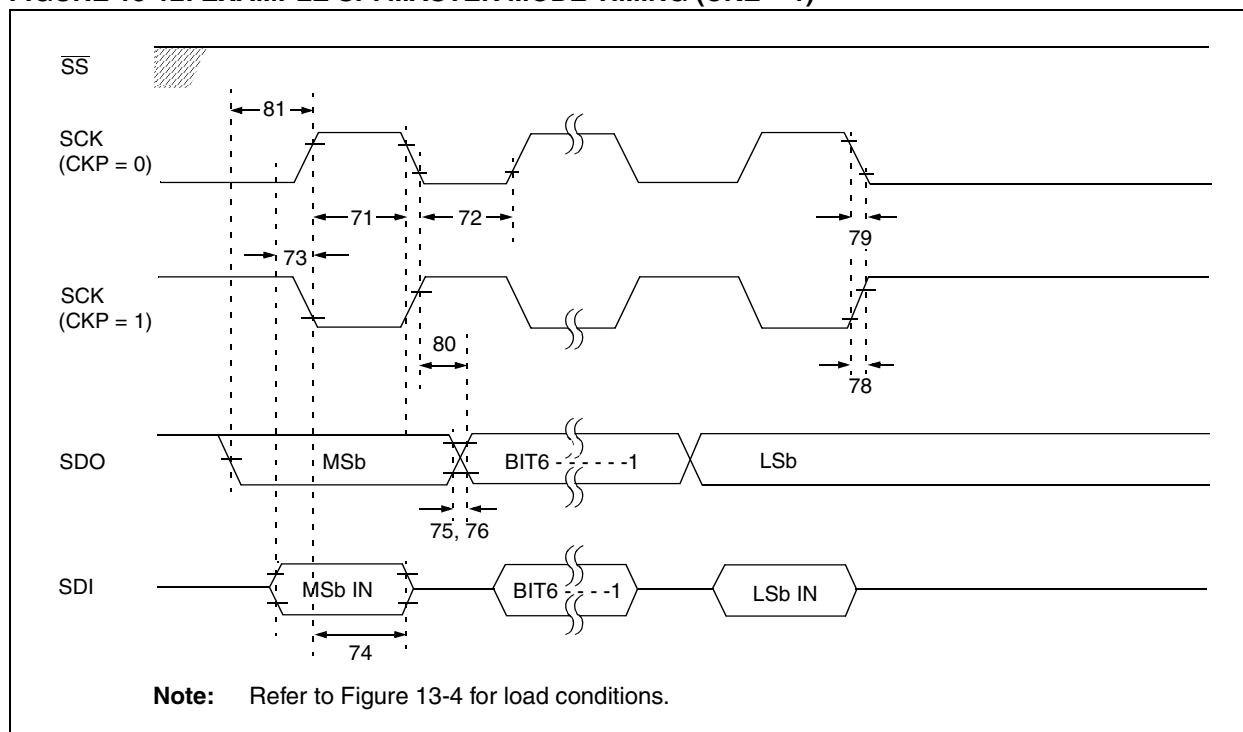 SS
81
SCK
(CKP = 0)
71
72
79
73
SCK
(CKP = 1)
80
78
SDO
MSb
BIT6 - - - - - -1
LSb
75, 76
SDI
MSb IN
BIT6 - - - - -1
LSb IN
74
Note: Refer to Figure 13-4 for load conditions.